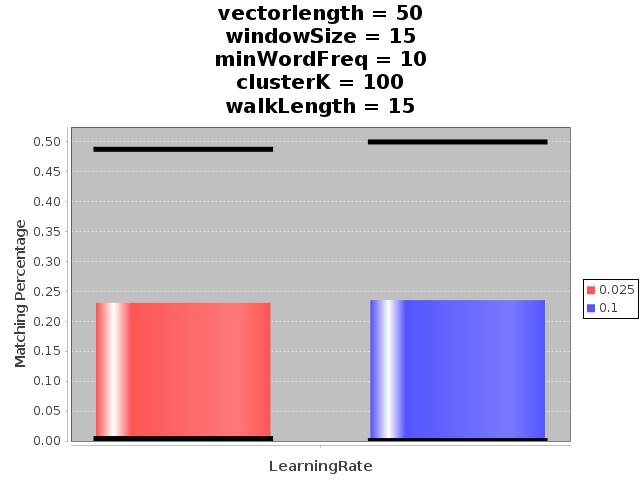 vectorlength = 50
windowSize = 15
minWordFreq = 10
clusterK = 100
walkLength = 15
0.50
0.45
0.40
0.35
0.30
0.25
0.20
0.15
0.10
0.05
0.00
Matching Percentage
LearningRate
0.025
0.1